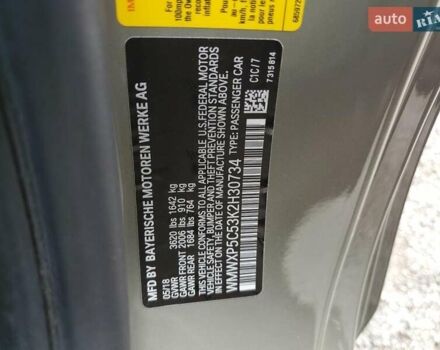 AUTO
RIA
MFD BY BAYERISCHE MOTOREN WERKE AG
05/18
GVWR 3620 lbs 1642 kg
GAWR FRONT 2006 lbs 910 kg
GAWR REAR 1684 lbs 764 kg
THIS VEHICLE CONFORMS TO ALL APPLICABLE U.S. FEDERAL MOTOR
VEHICLE SAFETY, BUMPER, AND THEFT PREVENTION STANDARDS
IN EFFECT ON THE DATE OF MANUFACTURE SHOWN ABOVE.
WMWXP5C53K2H30734 TYPE: PASSENGER CAR
C1C/7
7 315 814